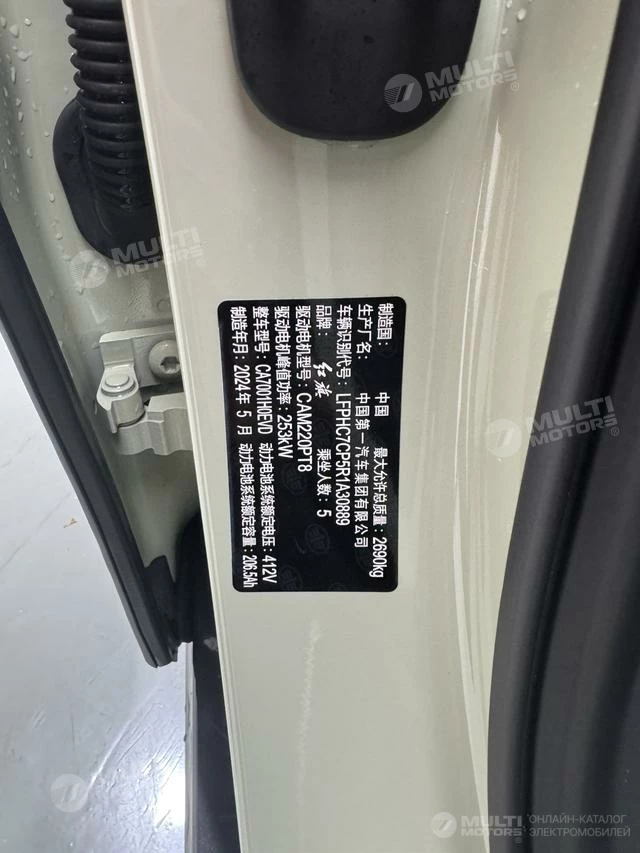 MULTI
MOTORS®
MULTI
MOTORS®
制造国: 中国 最大允许总质量: 2690kg
生产厂名: 中国第一汽车集团有限公司
车辆识别代号: LFPHC7CP5R1A30889
品牌: 红旗 乘坐人数: 5
驱动电机型号: CAM220PT8
驱动电机峰值功率: 253KW
整车型号: CA7001H0EVD 动力电池系统额定电压: 412V
制造年月: 2024年 5 月 动力电池系统额定容量: 206.5Ah
MULTI
MOTORS®
MULTI
MOTORS®
MULTI
MOTORS®
MULTI
MOTORS®
ОНЛАЙН-КАТАЛОГ
ЭЛЕКТРОМОБИЛЕЙ